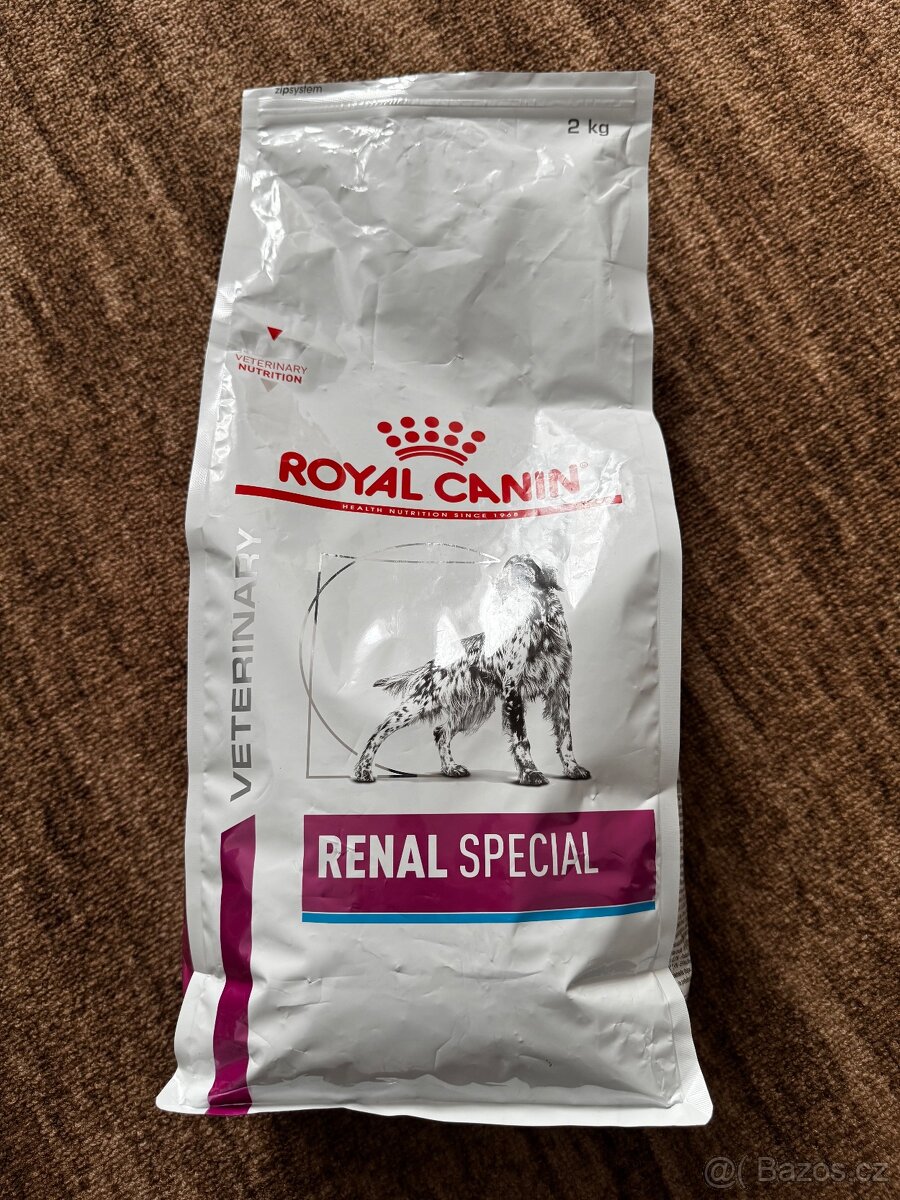 zipsystem
2 kg
VETERINARY
NUTRITION
ROYAL CANIN®
HEALTH NUTRITION SINCE 1968
VETERINARY
RENAL SPECIAL
@( Bazos.cz